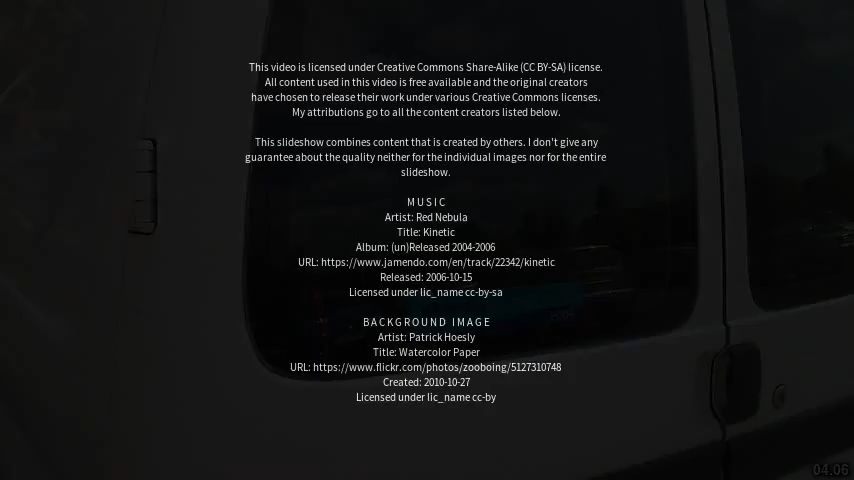 This video is licensed under Creative Commons Share-Alike (CC BY-SA) license.
All content used in this video is free available and the original creators
have chosen to release their work under various Creative Commons licenses.
My attributions go to all the content creators listed below.
This slideshow combines content that is created by others. I don't give any
guarantee about the quality neither for the individual images nor for the entire
slideshow.
MUSIC
Artist: Red Nebula
Title: Kinetic
Album: (un)Released 2004-2006
URL: https://www.jamendo.com/en/track/22342/kinetic
Released: 2006-10-15
Licensed under lic_name cc-by-sa
BACKGROUND IMAGE
Artist: Patrick Hoesly
Title: Watercolor Paper
URL: https://www.flickr.com/photos/zooboing/5127310748
Created: 2010-10-27
Licensed under lic_name cc-by
04.06